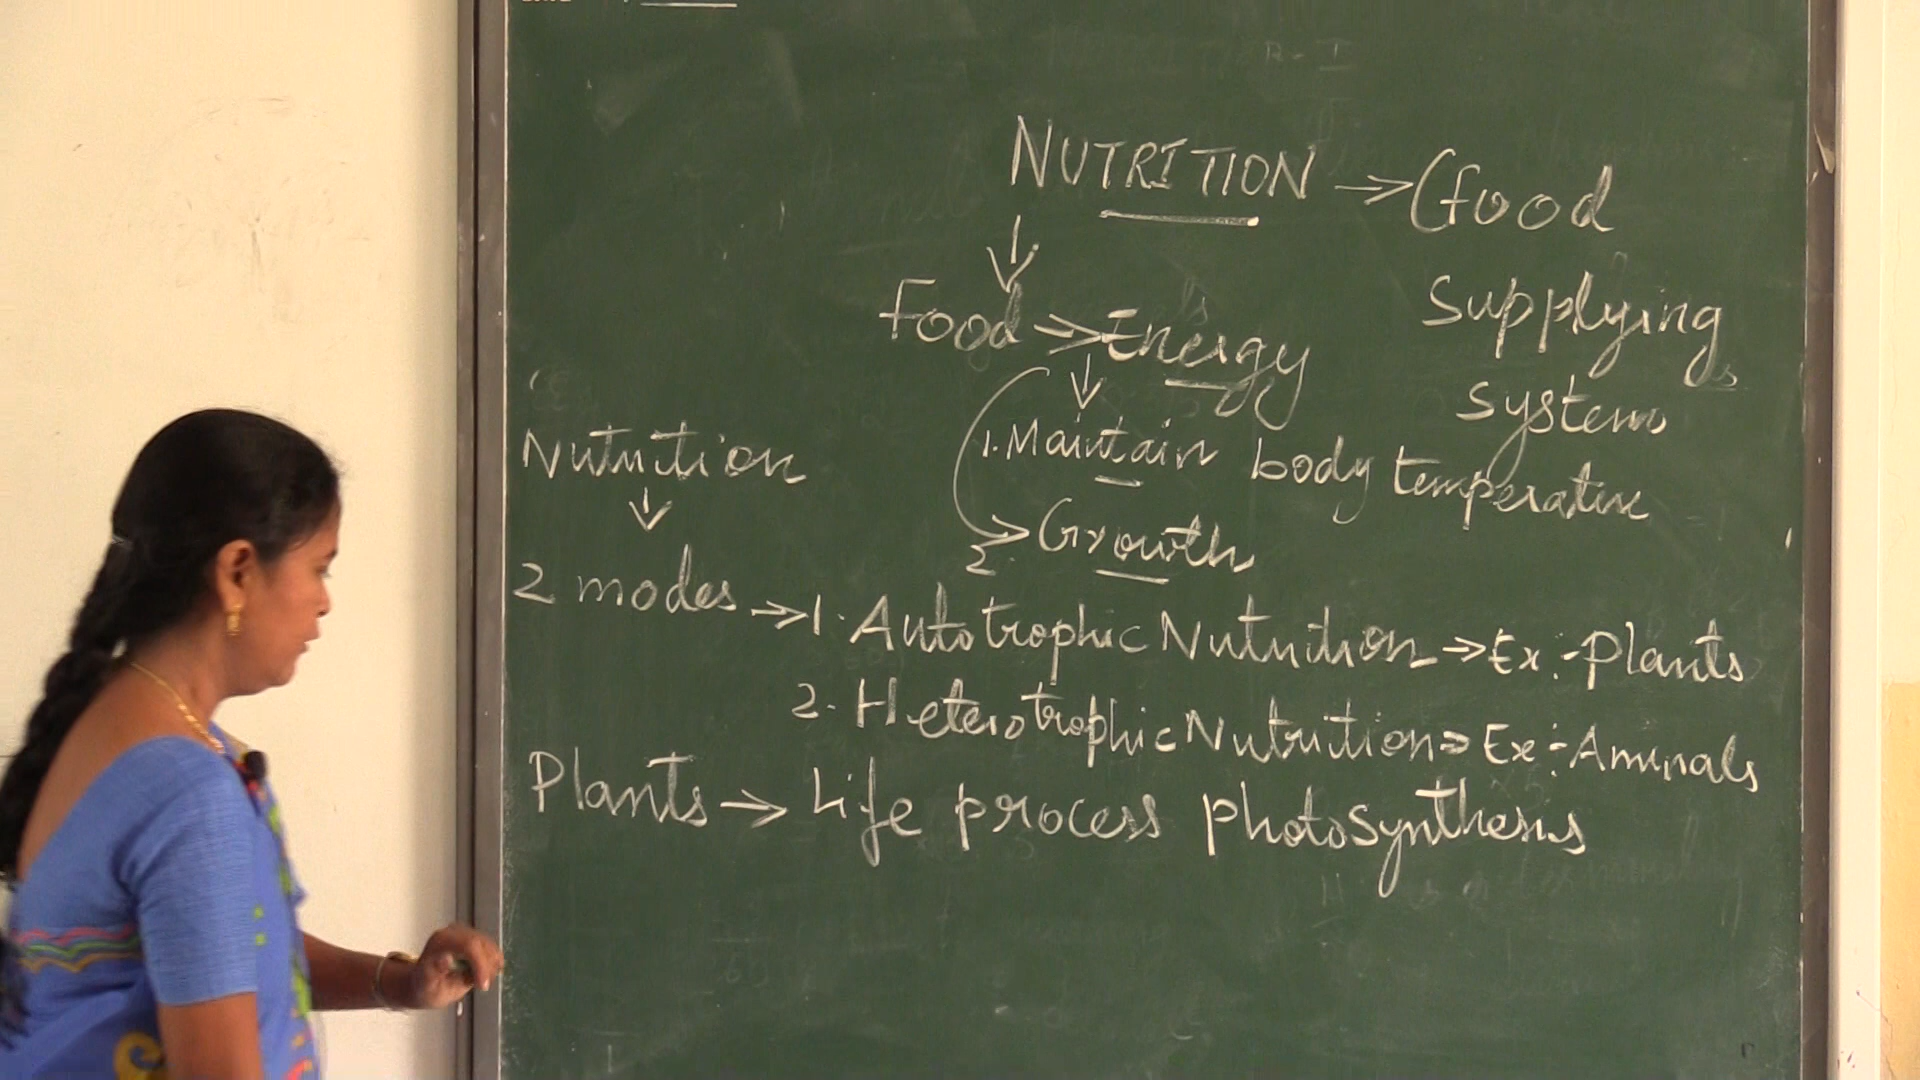 NUTRITION → (food
supplying
system
↓
Food → Energy
↓
1. Maintain body temperature
2. → Growth
Nutrition
↓
2 modes → 1. Autotrophic Nutrition → Ex :- Plants
2. Heterotrophic Nutrition → Ex :- Animals
Plants → Life process photosynthesis